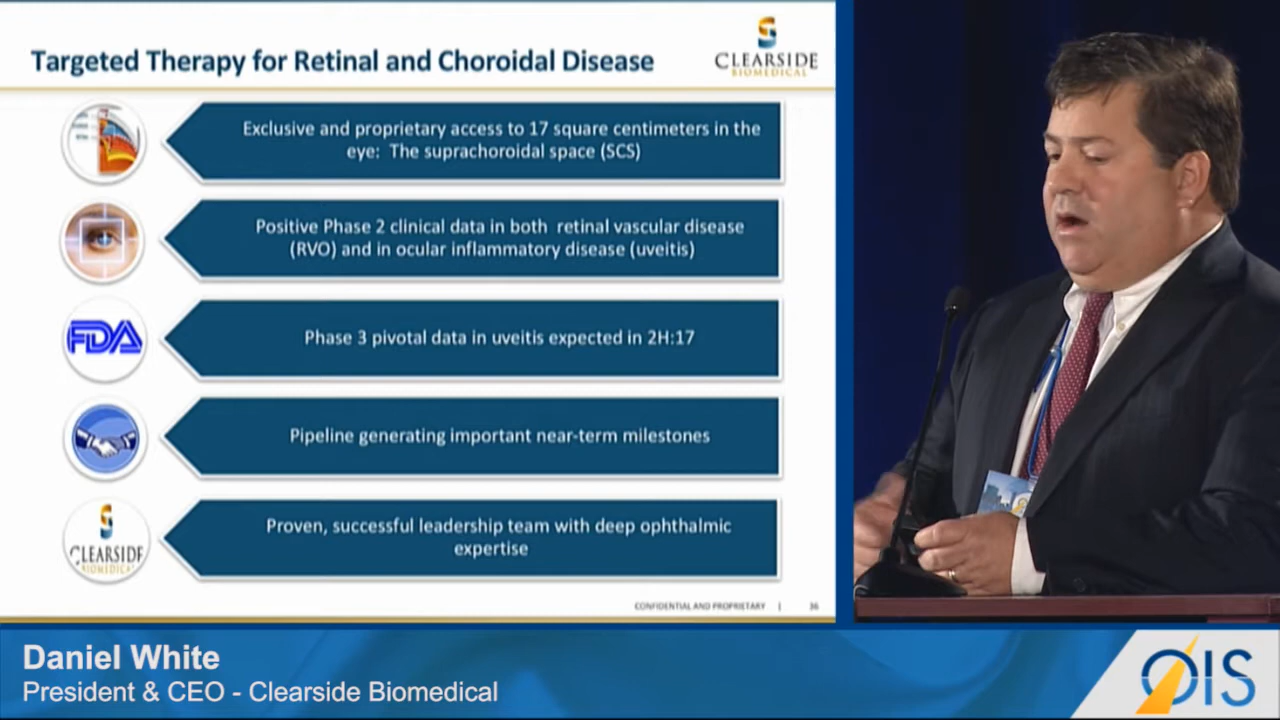 Targeted Therapy for Retinal and Choroidal Disease
CLEARSIDE
BIOMEDICAL
Exclusive and proprietary access to 17 square centimeters in the
eye: The suprachoroidal space (SCS)
Positive Phase 2 clinical data in both retinal vascular disease
(RVO) and in ocular inflammatory disease (uveitis)
FDA
Phase 3 pivotal data in uveitis expected in 2H:17
Pipeline generating important near-term milestones
CLEARSIDE
BIOMEDICAL
Proven, successful leadership team with deep ophthalmic
expertise
CONFIDENTIAL AND PROPRIETARY | 36
Daniel White
President & CEO - Clearside Biomedical
OIS